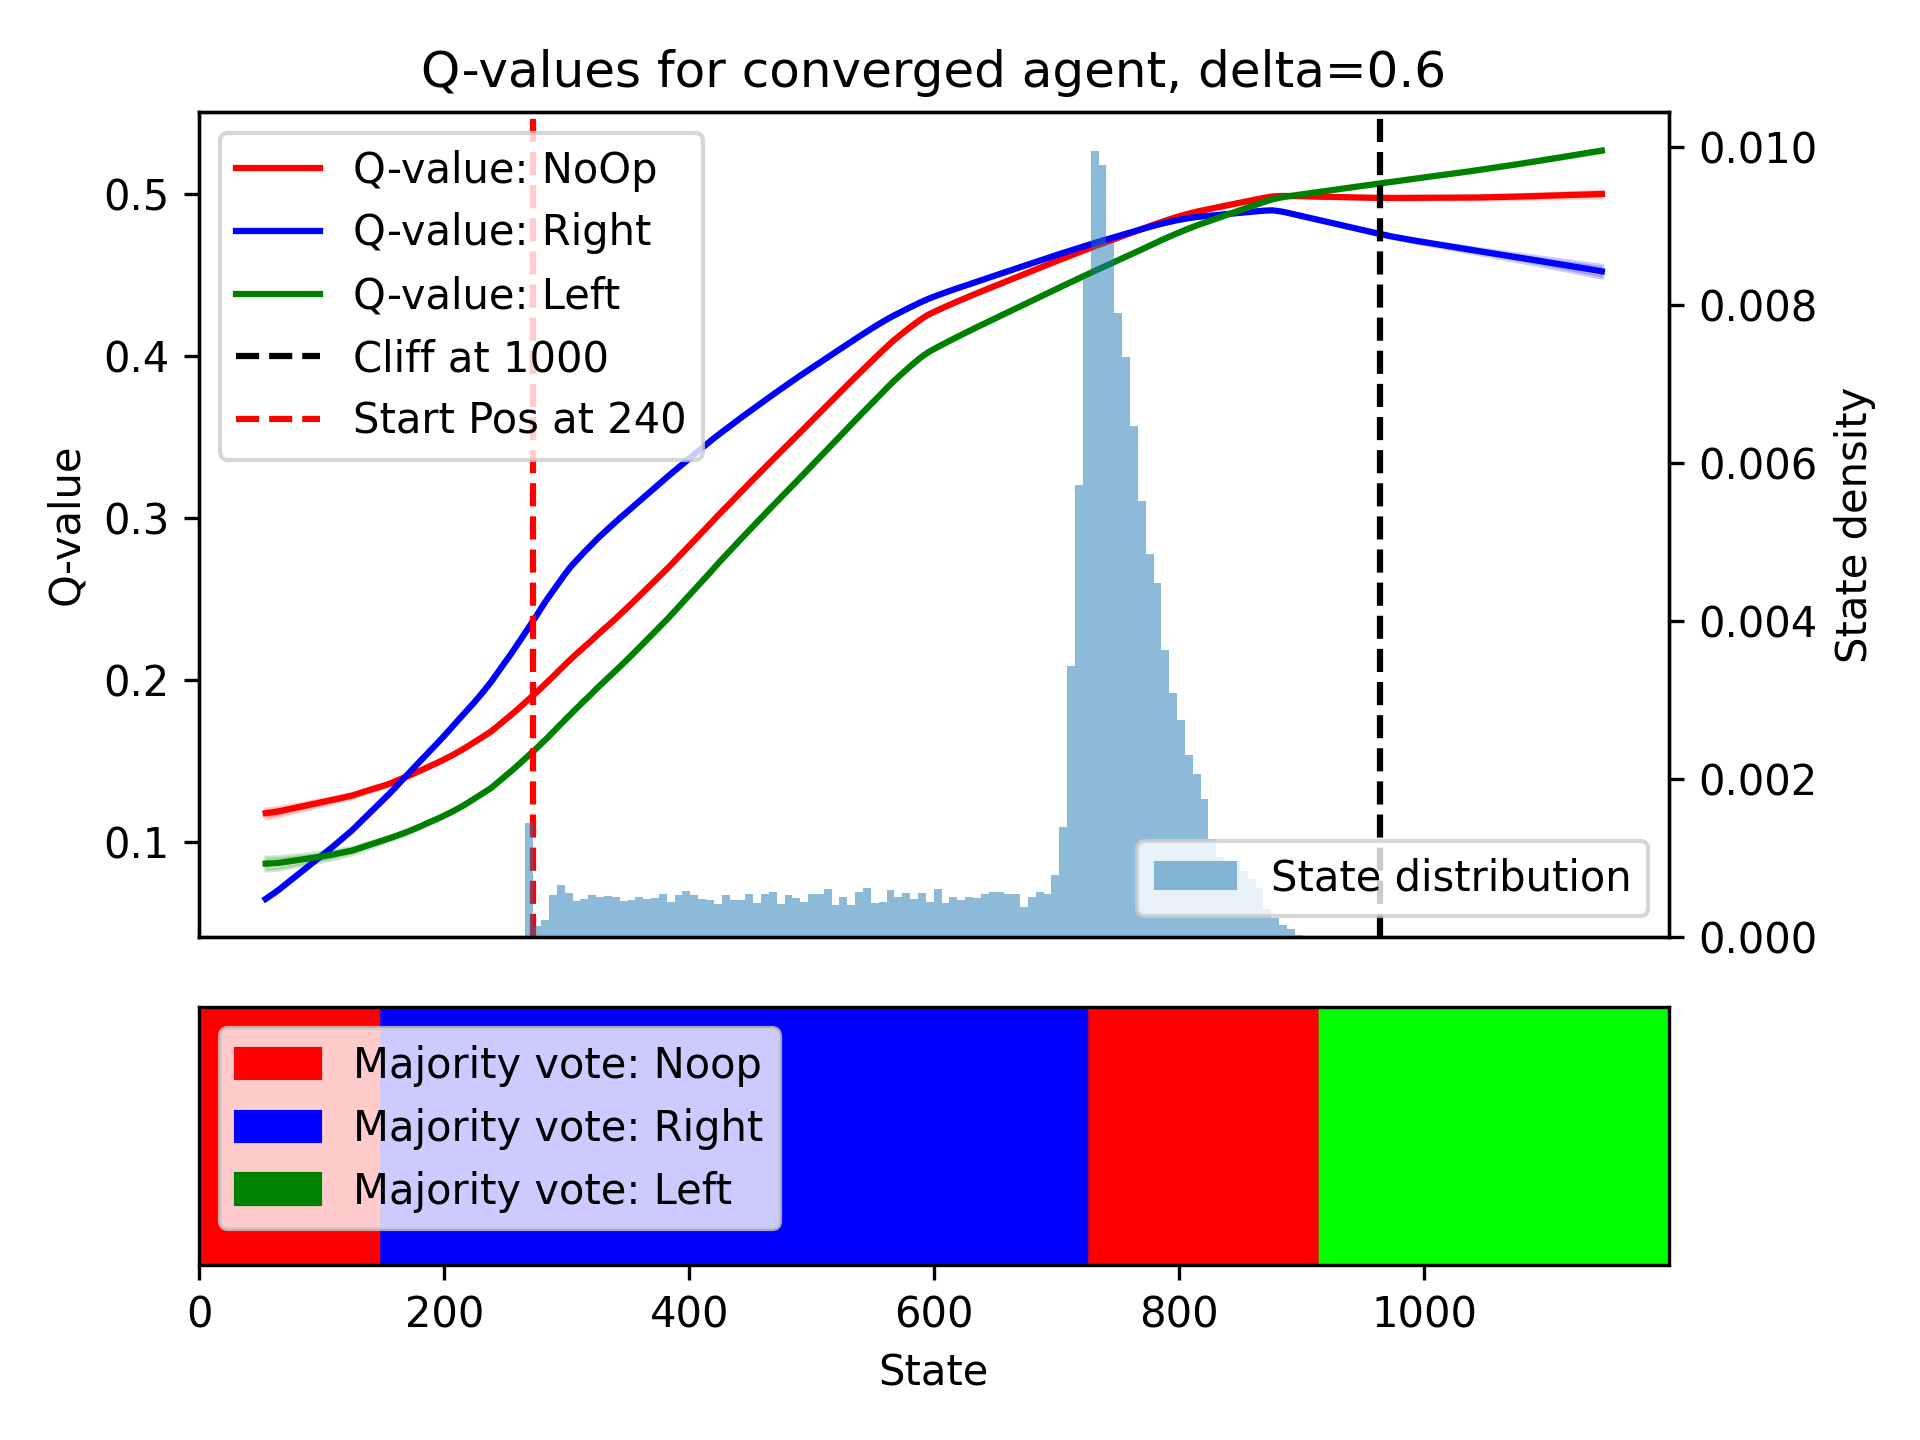 Q-values for converged agent, delta=0.6
Q-value: NoOp
Q-value: Right
Q-value: Left
Cliff at 1000
Start Pos at 240
0.5
0.4
0.3
0.2
0.1
Q-value
0.010
0.008
0.006
0.004
0.002
0.000
State density
State distribution
Majority vote: Noop
Majority vote: Right
Majority vote: Left
0 200 400 600 800 1000
State